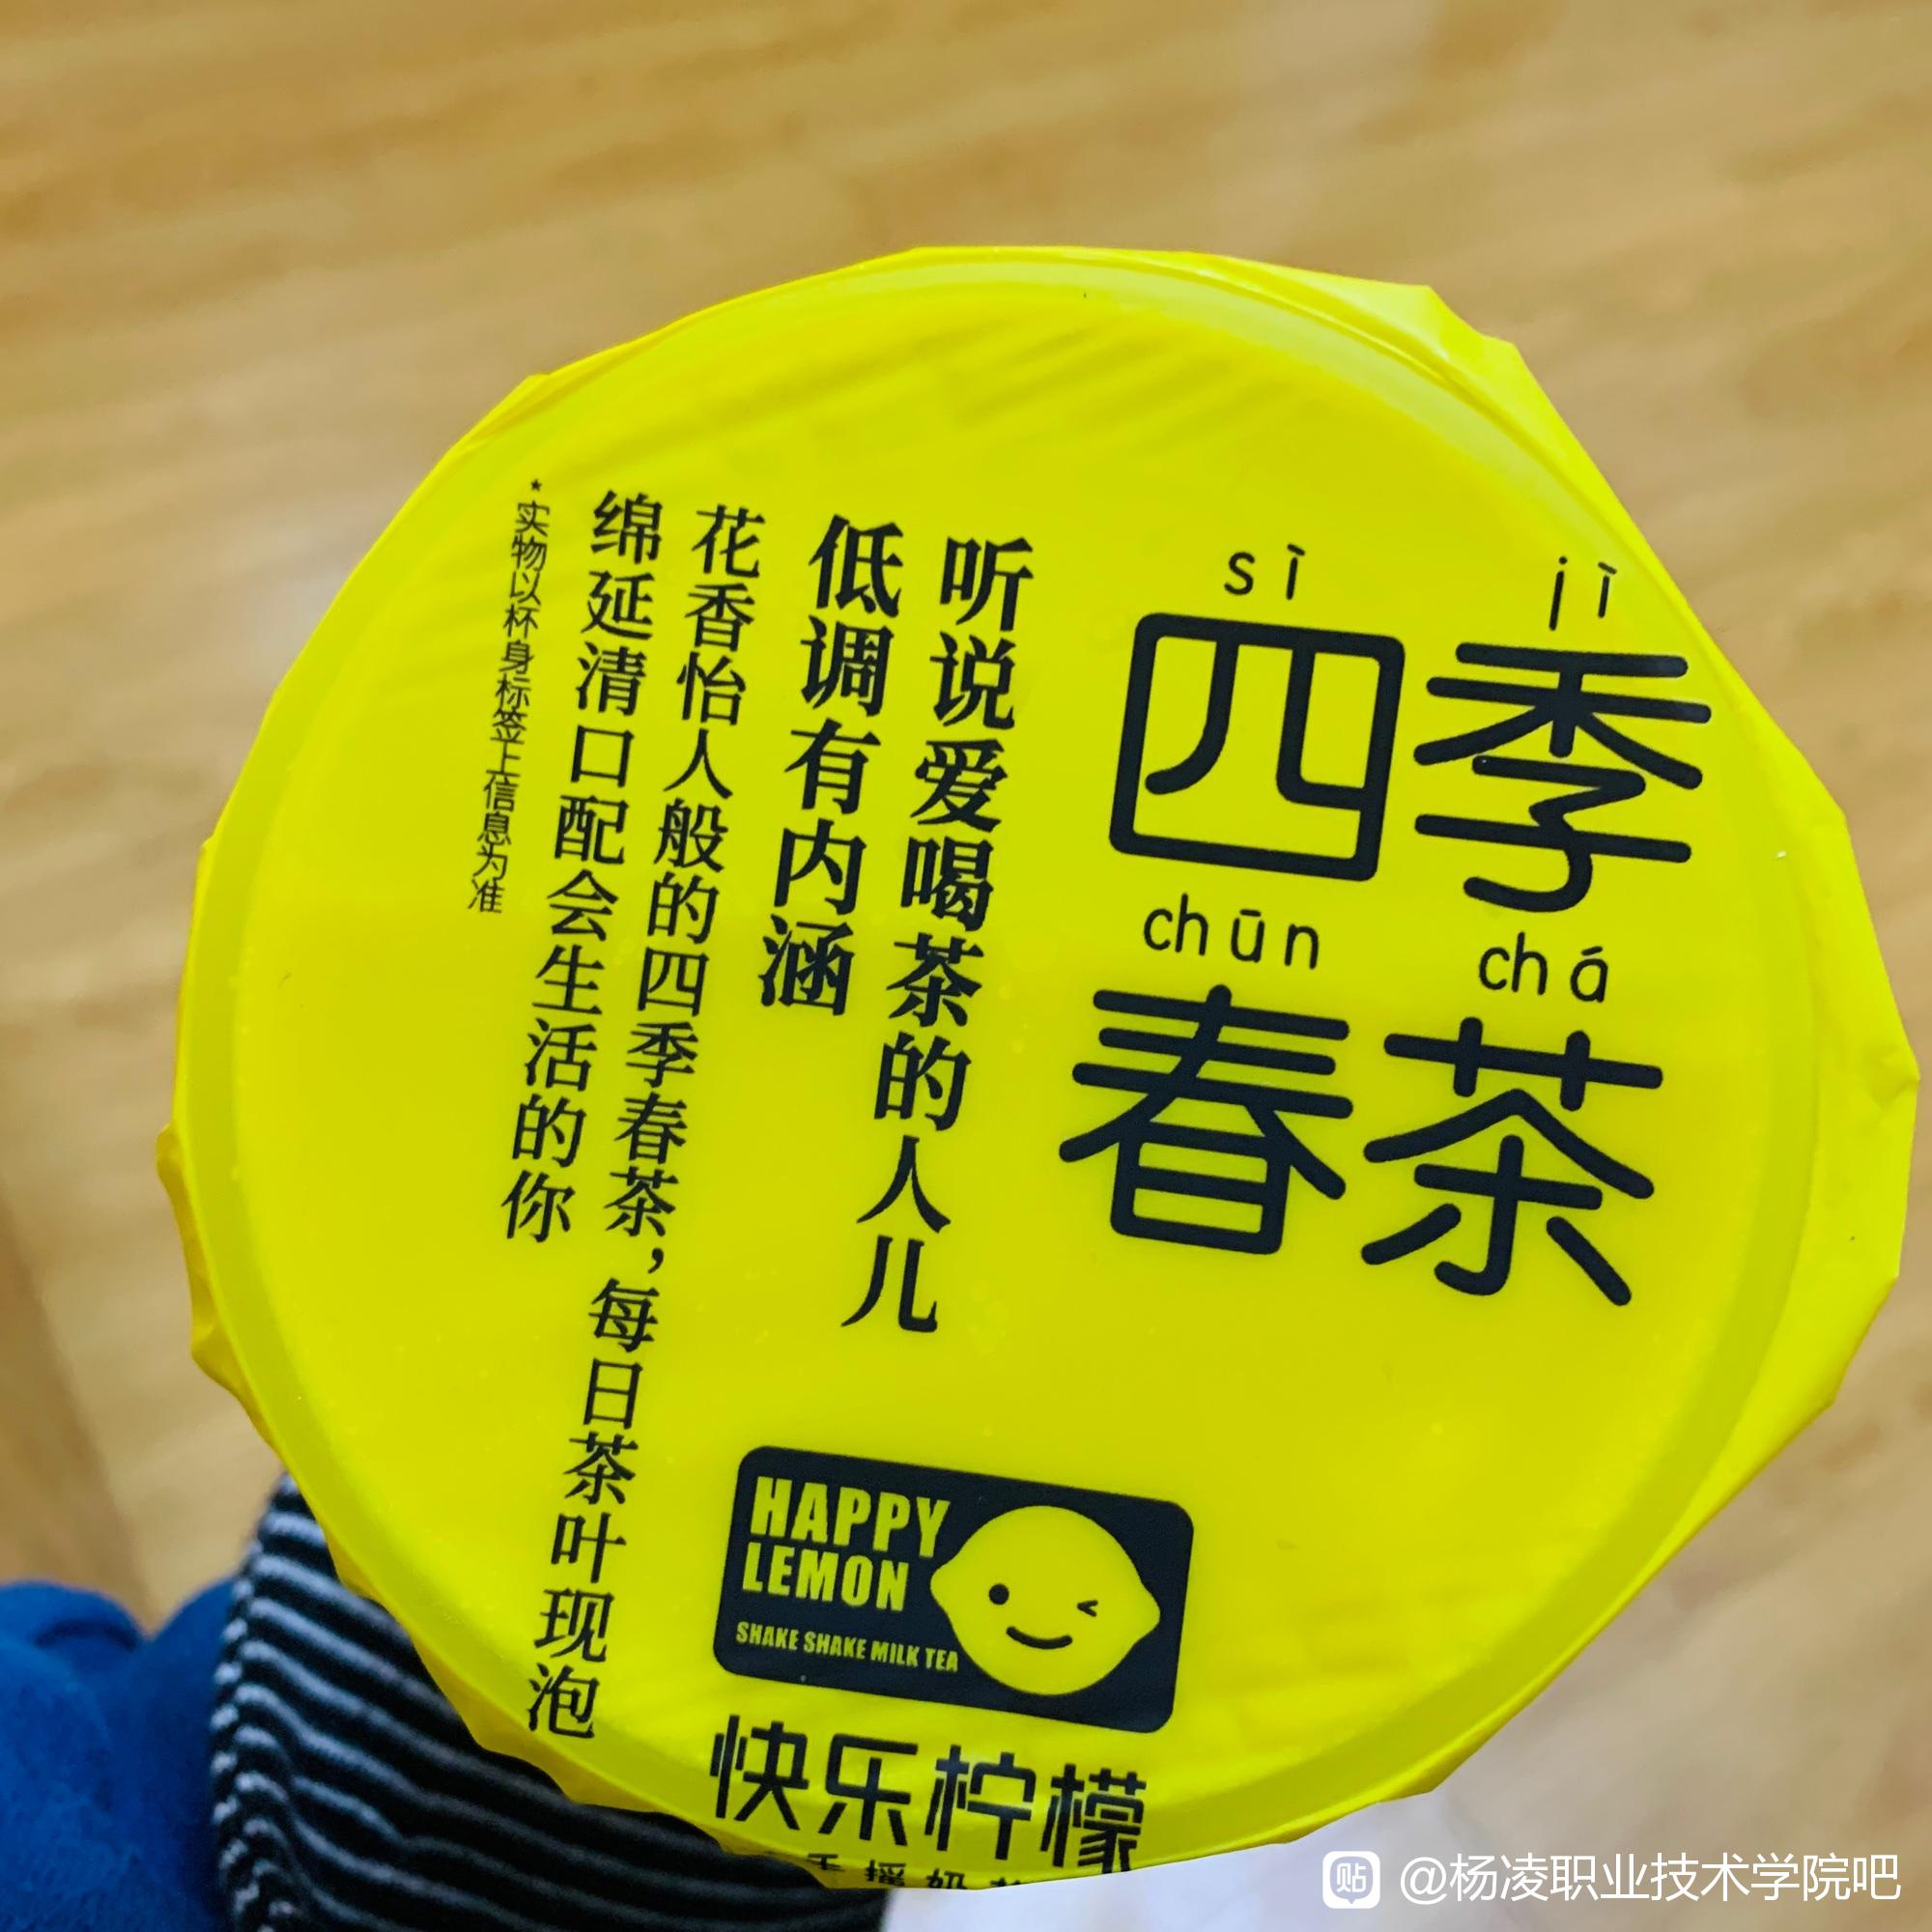 sì jì
四季
chūn chá
春茶
听说爱喝茶的人儿
低调有内涵
花香怡人般的四季春茶，每日茶叶现泡
绵延清口配会生活的你
*实物以杯身标签上信息为准
HAPPY
LEMON
SHAKE SHAKE MILK TEA
快乐柠檬
手摇奶
贴 @杨凌职业技术学院吧